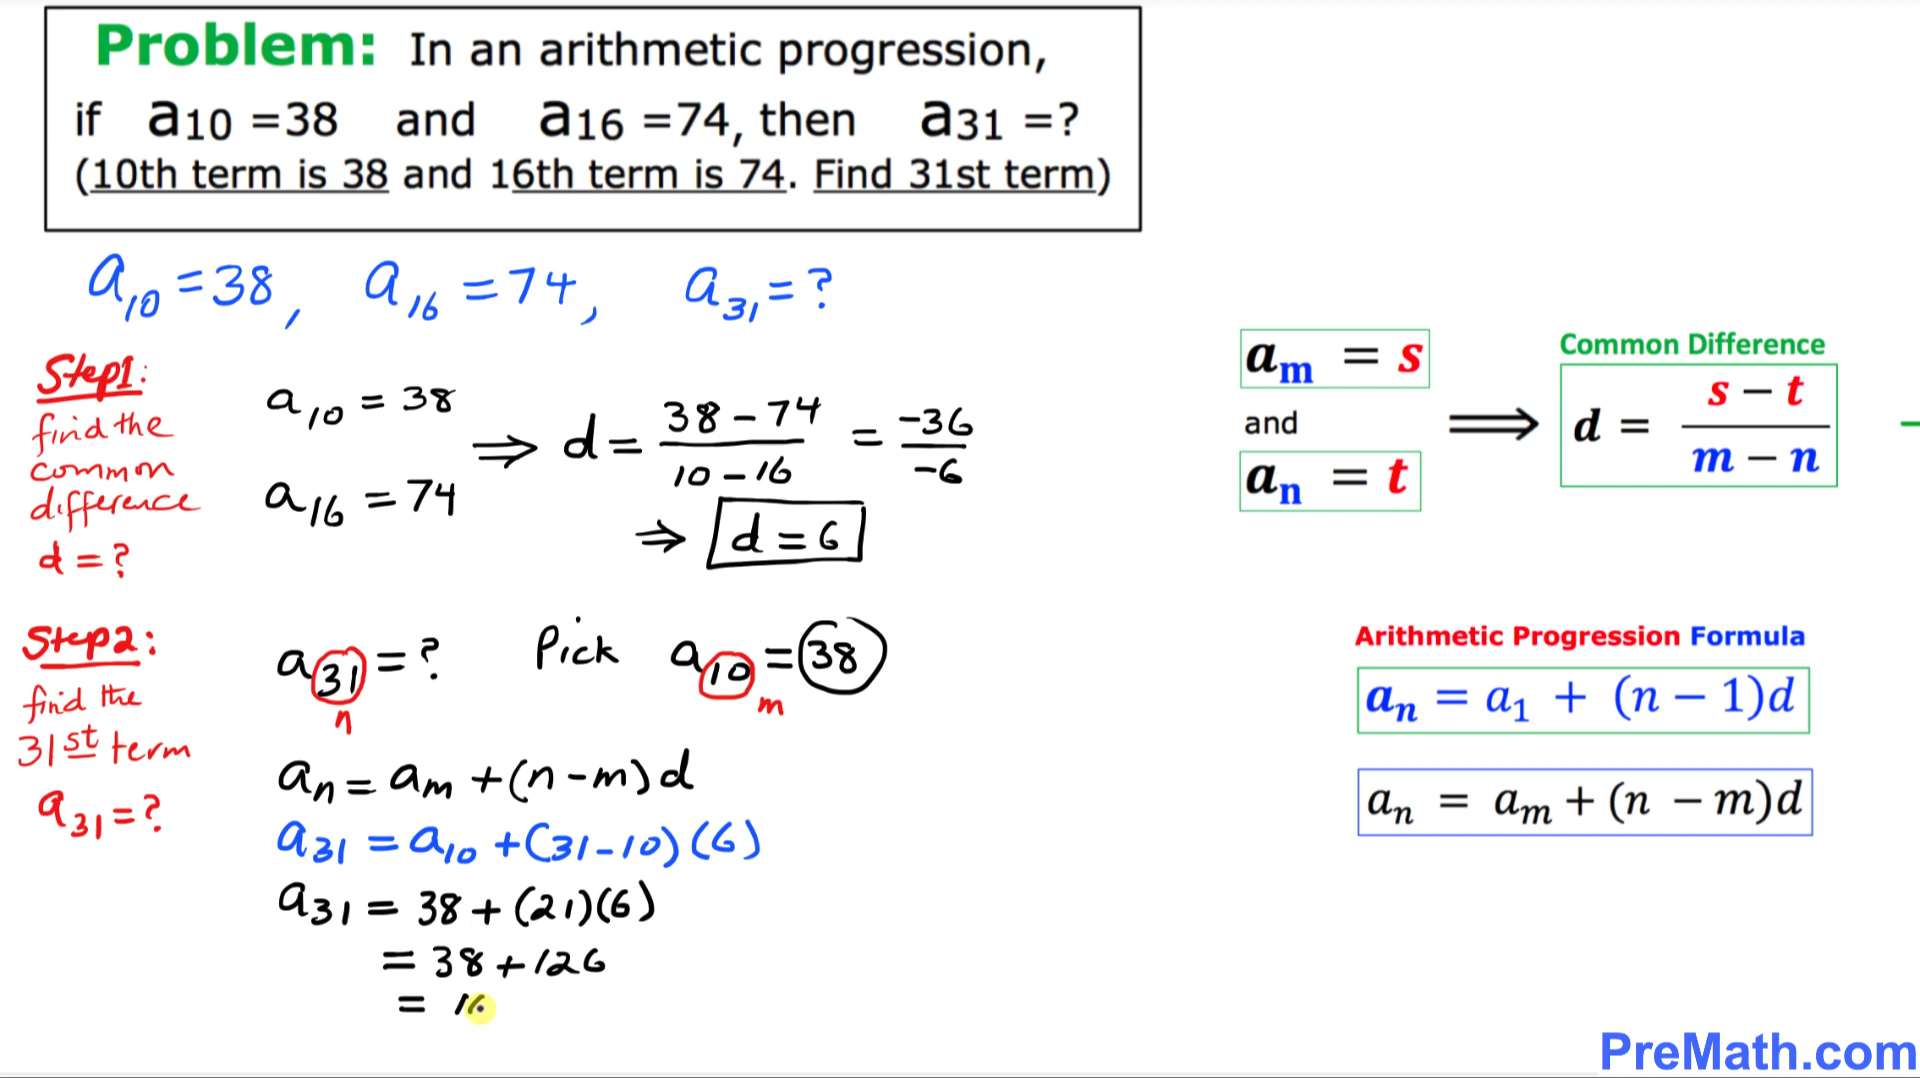 Problem: In an arithmetic progression,
if a10 =38 and a16 =74, then a31 =?
(10th term is 38 and 16th term is 74. Find 31st term)
a10 = 38, a16 = 74, a31 = ?
Step1:
find the
common
difference
d = ?
a10 = 38
a16 = 74
⇒ d = (38 - 74)/(10 - 16) = -36/-6
⇒ d = 6
am = s
and
an = t
⟹
Common Difference
d = (s - t)/(m - n)
Step2:
find the
31st term
a31 = ?
a31 = ? Pick a10 = 38
n m
an = am + (n - m) d
a31 = a10 + (31 - 10) (6)
a31 = 38 + (21)(6)
= 38 + 126
= 16
Arithmetic Progression Formula
an = a1 + (n - 1)d
an = am + (n - m)d
PreMath.com